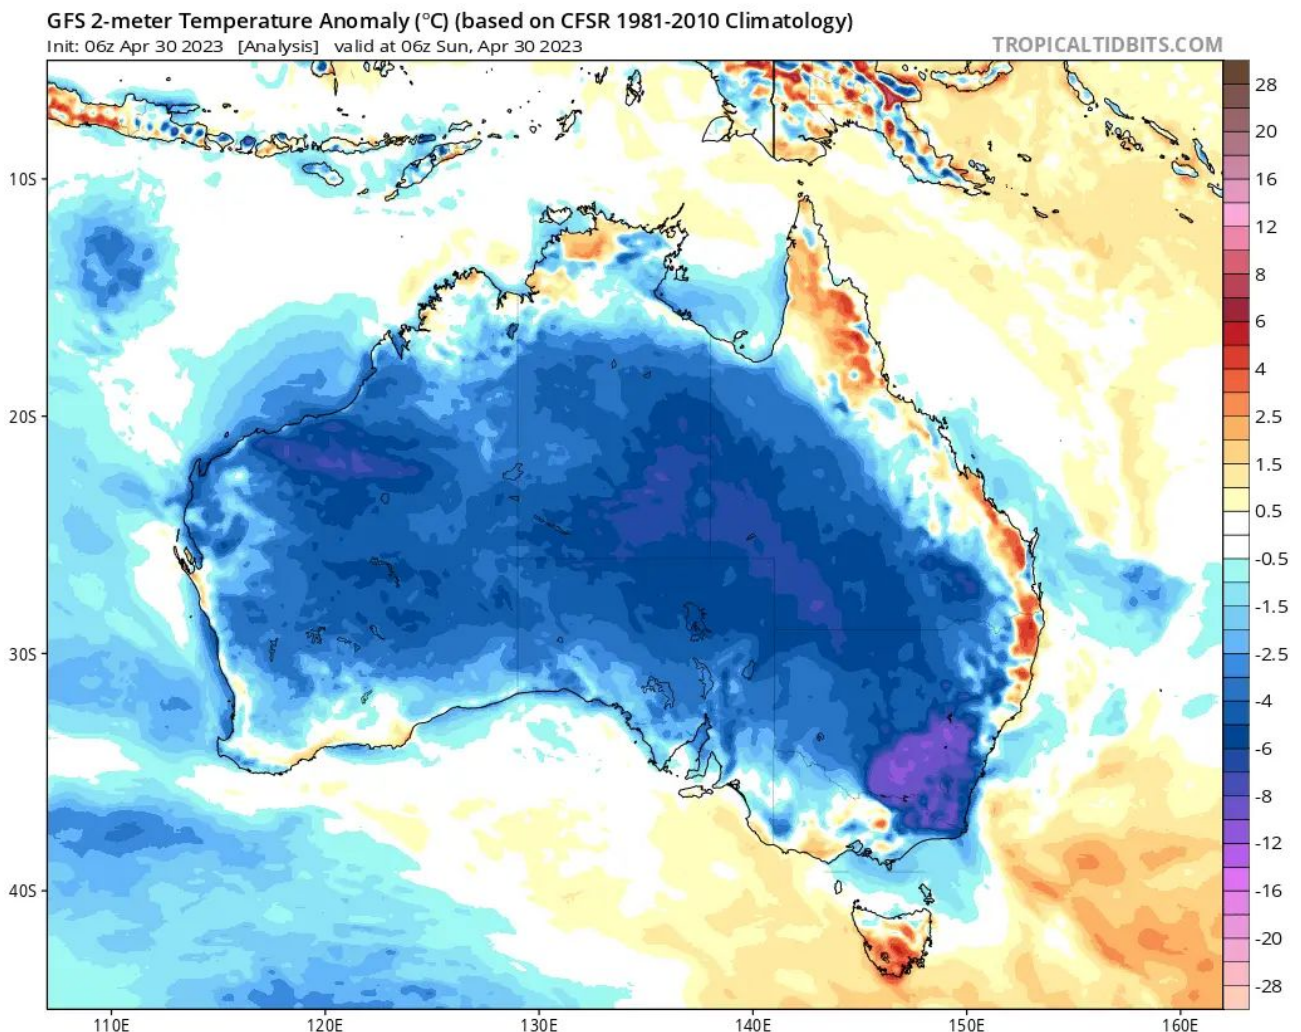 GFS 2-meter Temperature Anomaly (°C) (based on CFSR 1981-2010 Climatology)
Init: 06z Apr 30 2023 [Analysis] valid at 06z Sun, Apr 30 2023
TROPICALTIDBITS.COM
28
20
16
12
8
6
4
2.5
1.5
0.5
-0.5
-1.5
-2.5
-4
-6
-8
-12
-16
-20
-28
10S
20S
30S
40S
110E
120E
130E
140E
150E
160E